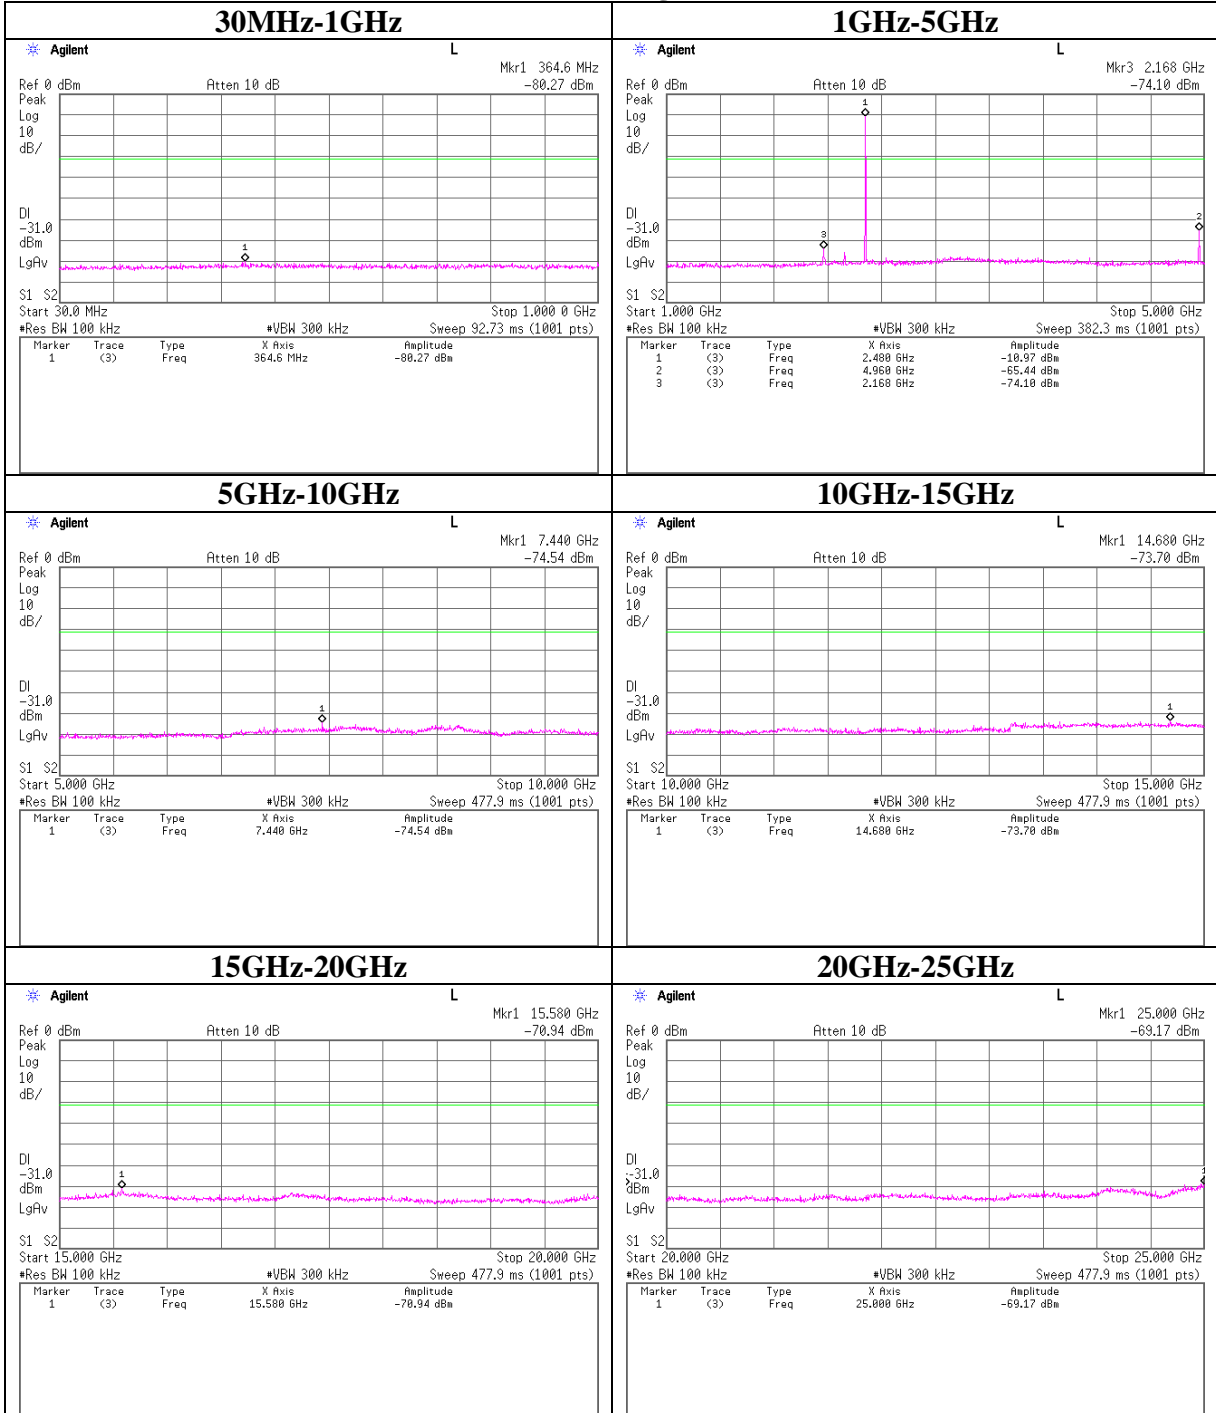 30MHz-1GHz
Agilent L
Mkr1 364.6 MHz
Ref 0 dBm Atten 10 dB -80.27 dBm
Peak
Log
10
dB/
DI
-31.0
dBm
LgAv
1
S1 S2
Start 30.0 MHz Stop 1.000 0 GHz
#Res BW 100 kHz #VBW 300 kHz Sweep 92.73 ms (1001 pts)
Marker Trace Type X Axis Amplitude
1 (3) Freq 364.6 MHz -80.27 dBm
1GHz-5GHz
Agilent L
Mkr3 2.168 GHz
Ref 0 dBm Atten 10 dB -74.10 dBm
Peak
Log
10
dB/
1
DI
-31.0
dBm
LgAv
2
3
S1 S2
Start 1.000 GHz Stop 5.000 GHz
#Res BW 100 kHz #VBW 300 kHz Sweep 382.3 ms (1001 pts)
Marker Trace Type X Axis Amplitude
1 (3) Freq 2.480 GHz -10.97 dBm
2 (3) Freq 4.960 GHz -65.44 dBm
3 (3) Freq 2.168 GHz -74.10 dBm
5GHz-10GHz
Agilent L
Mkr1 7.440 GHz
Ref 0 dBm Atten 10 dB -74.54 dBm
Peak
Log
10
dB/
DI
-31.0
dBm
LgAv
1
S1 S2
Start 5.000 GHz Stop 10.000 GHz
#Res BW 100 kHz #VBW 300 kHz Sweep 477.9 ms (1001 pts)
Marker Trace Type X Axis Amplitude
1 (3) Freq 7.440 GHz -74.54 dBm
10GHz-15GHz
Agilent L
Mkr1 14.680 GHz
Ref 0 dBm Atten 10 dB -73.70 dBm
Peak
Log
10
dB/
DI
-31.0
dBm
LgAv
1
S1 S2
Start 10.000 GHz Stop 15.000 GHz
#Res BW 100 kHz #VBW 300 kHz Sweep 477.9 ms (1001 pts)
Marker Trace Type X Axis Amplitude
1 (3) Freq 14.680 GHz -73.70 dBm
15GHz-20GHz
Agilent L
Mkr1 15.580 GHz
Ref 0 dBm Atten 10 dB -70.94 dBm
Peak
Log
10
dB/
DI
-31.0
dBm
LgAv
1
S1 S2
Start 15.000 GHz Stop 20.000 GHz
#Res BW 100 kHz #VBW 300 kHz Sweep 477.9 ms (1001 pts)
Marker Trace Type X Axis Amplitude
1 (3) Freq 15.580 GHz -70.94 dBm
20GHz-25GHz
Agilent L
Mkr1 25.000 GHz
Ref 0 dBm Atten 10 dB -69.17 dBm
Peak
Log
10
dB/
DI
-31.0
dBm
LgAv
1
S1 S2
Start 20.000 GHz Stop 25.000 GHz
#Res BW 100 kHz #VBW 300 kHz Sweep 477.9 ms (1001 pts)
Marker Trace Type X Axis Amplitude
1 (3) Freq 25.000 GHz -69.17 dBm